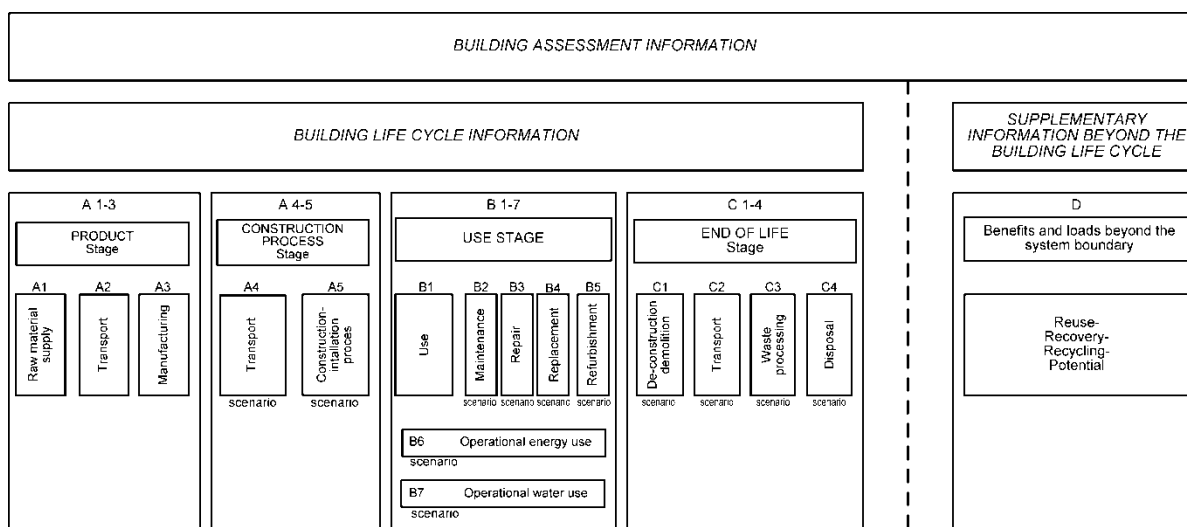 BUILDING ASSESSMENT INFORMATION
BUILDING LIFE CYCLE INFORMATION
SUPPLEMENTARY
INFORMATION BEYOND THE
BUILDING LIFE CYCLE
A 1-3
PRODUCT
Stage
A1
Raw material
supply
A2
Transport
A3
Manufacturing
A 4-5
CONSTRUCTION
PROCESS
Stage
A4
Transport
scenario
A5
Construction-
intallation
proces
scenario
B 1-7
USE STAGE
B1
Use
B2
Maintenance
scenario
B3
Repair
scenario
B4
Replacement
scenario
B5
Refurbishment
scenario
B6 Operational energy use
scenario
B7 Operational water use
scenario
C 1-4
END OF LIFE
Stage
C1
De-construction
demolition
scenario
C2
Transport
scenario
C3
Waste
processing
scenario
C4
Disposal
scenario
D
Benefits and loads beyond the
system boundary
Reuse-
Recovery-
Recycling-
Potential